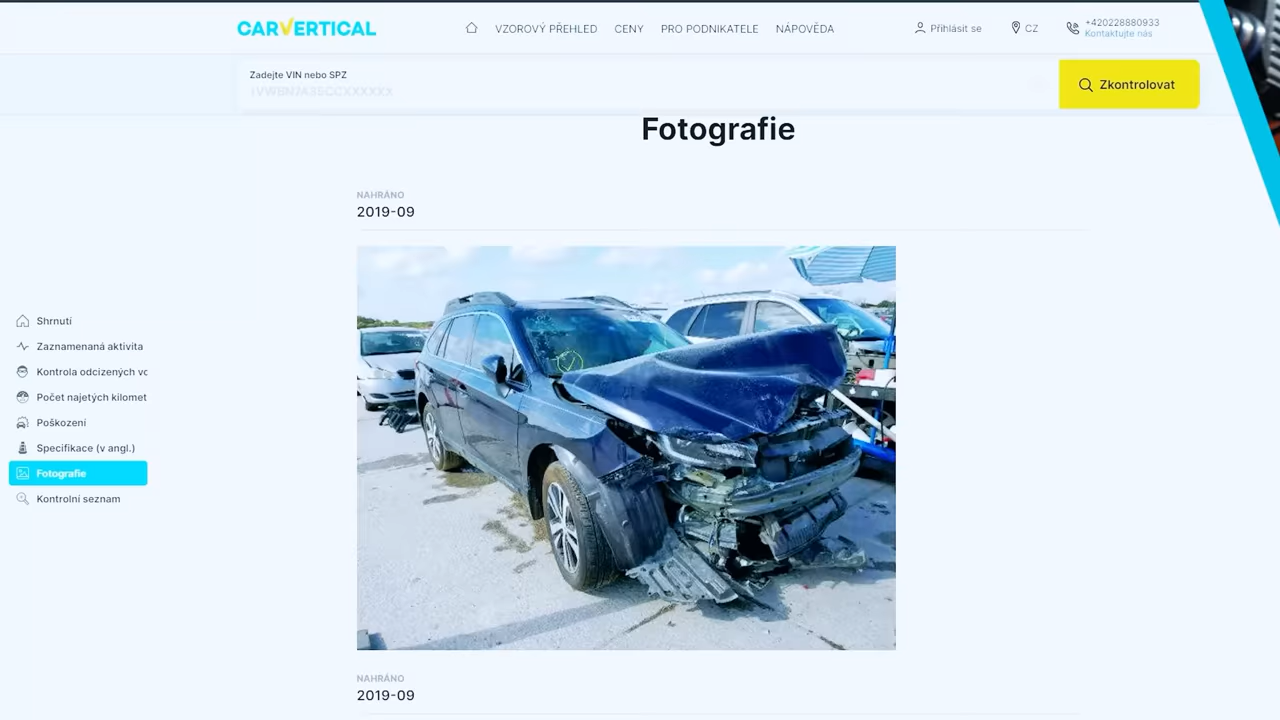 CARVERTICAL
VZOROVÝ PŘEHLED
CENY
PRO PODNIKATELE
NÁPOVĚDA
Přihlásit se
CZ
+420228880933
Kontaktujte nás
Zadejte VIN nebo SPZ
Zkontrolovat
Fotografie
NAHRÁNO
2019-09
Shrnutí
Zaznamenaná aktivita
Kontrola odcizených vo
Počet najetých kilomet
Poškození
Specifikace (v angl.)
Fotografie
Kontrolní seznam
NAHRÁNO
2019-09